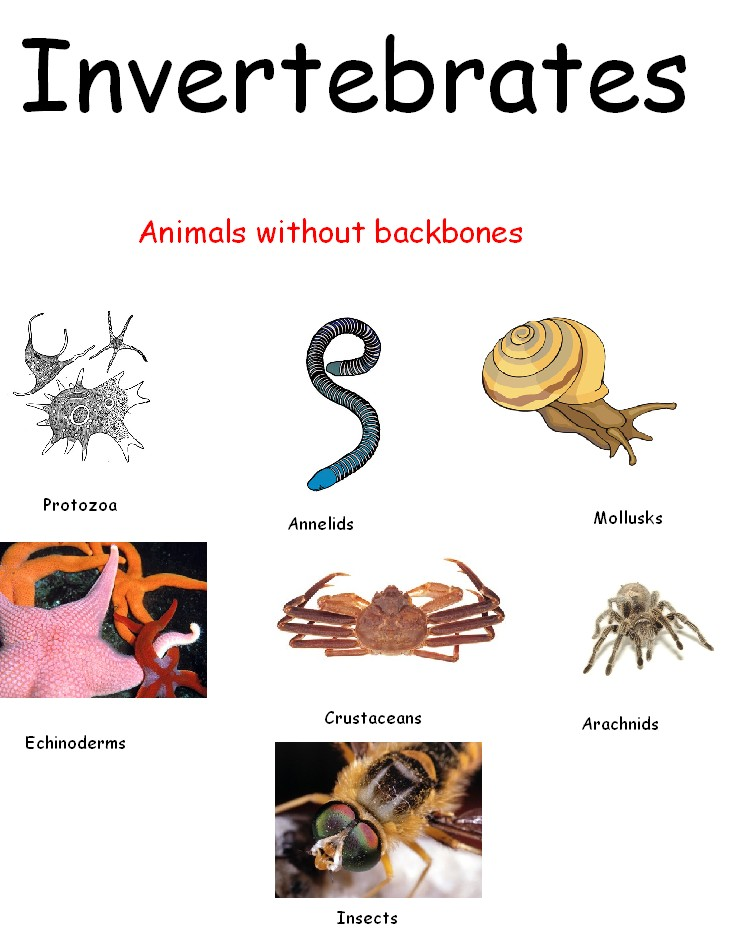 Invertebrates
Animals without backbones
Protozoa
Annelids
Mollusks
Echinoderms
Crustaceans
Arachnids
Insects